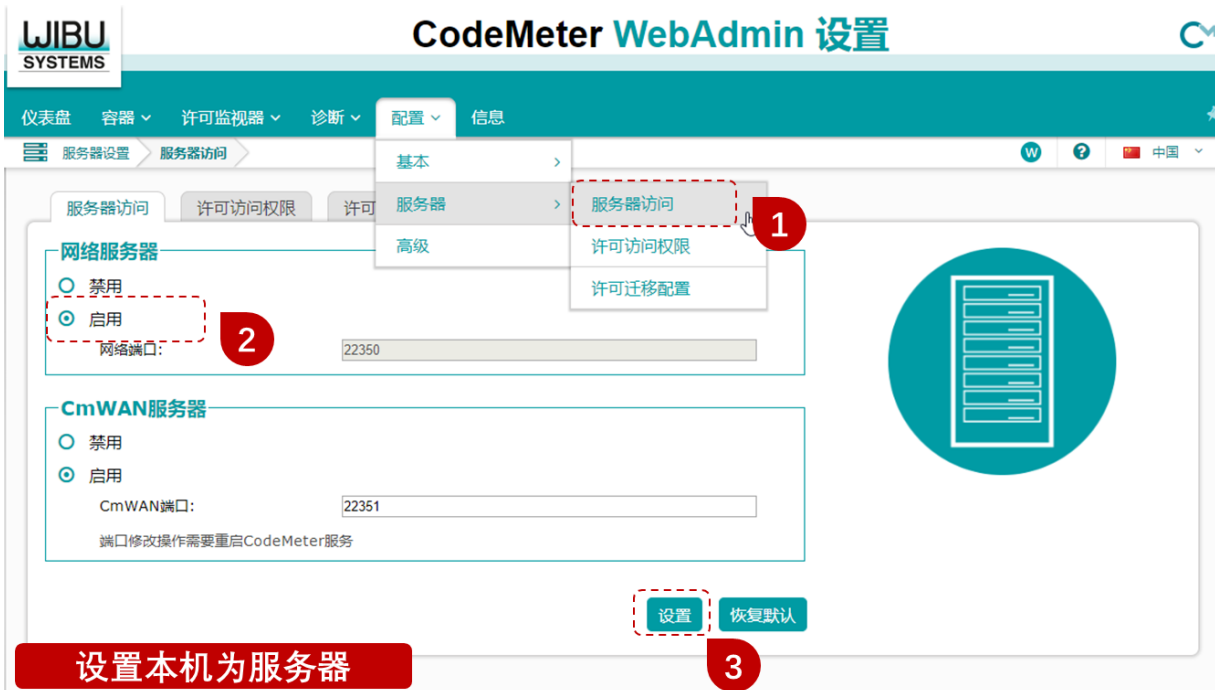 WIBU
SYSTEMS
CodeMeter WebAdmin 设置
仪表盘 容器 许可监视器 诊断 配置 信息
服务器设置 服务器访问
W ? 中国
基本
服务器访问 许可访问权限 许可
服务器 服务器访问
1
高级 许可访问权限
许可迁移配置
网络服务器
禁用
启用
2
网络端口: 22350
CmWAN服务器
禁用
启用
CmWAN端口: 22351
端口修改操作需要重启CodeMeter服务
设置 恢复默认
3
设置本机为服务器